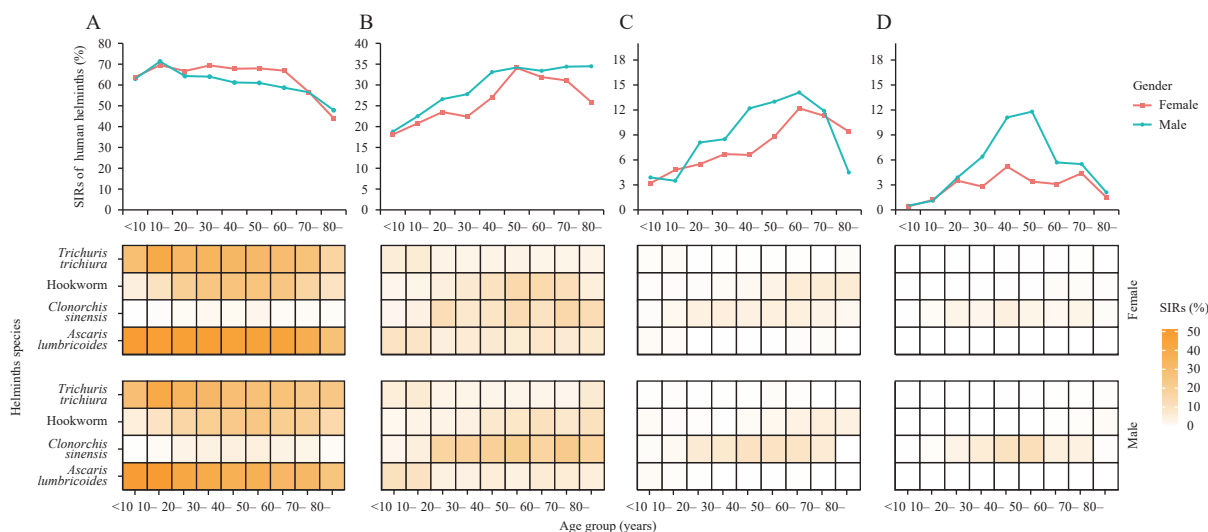 A
B
C
D
SIRs of human helminths (%)
80
70
60
50
40
30
20
10
0
<10 10– 20– 30– 40– 50– 60– 70– 80–
40
35
30
25
20
15
10
5
0
<10 10– 20– 30– 40– 50– 60– 70– 80–
18
15
12
9
6
3
0
<10 10– 20– 30– 40– 50– 60– 70– 80–
18
15
12
9
6
3
0
<10 10– 20– 30– 40– 50– 60– 70– 80–
Gender
Female
Male
Helminths species
Trichuris
trichiura
Hookworm
Clonorchis
sinensis
Ascaris
lumbricoides
Female
Trichuris
trichiura
Hookworm
Clonorchis
sinensis
Ascaris
lumbricoides
Male
SIRs (%)
50
40
30
20
10
0
<10 10– 20– 30– 40– 50– 60– 70– 80–
<10 10– 20– 30– 40– 50– 60– 70– 80–
<10 10– 20– 30– 40– 50– 60– 70– 80–
<10 10– 20– 30– 40– 50– 60– 70– 80–
Age group (years)